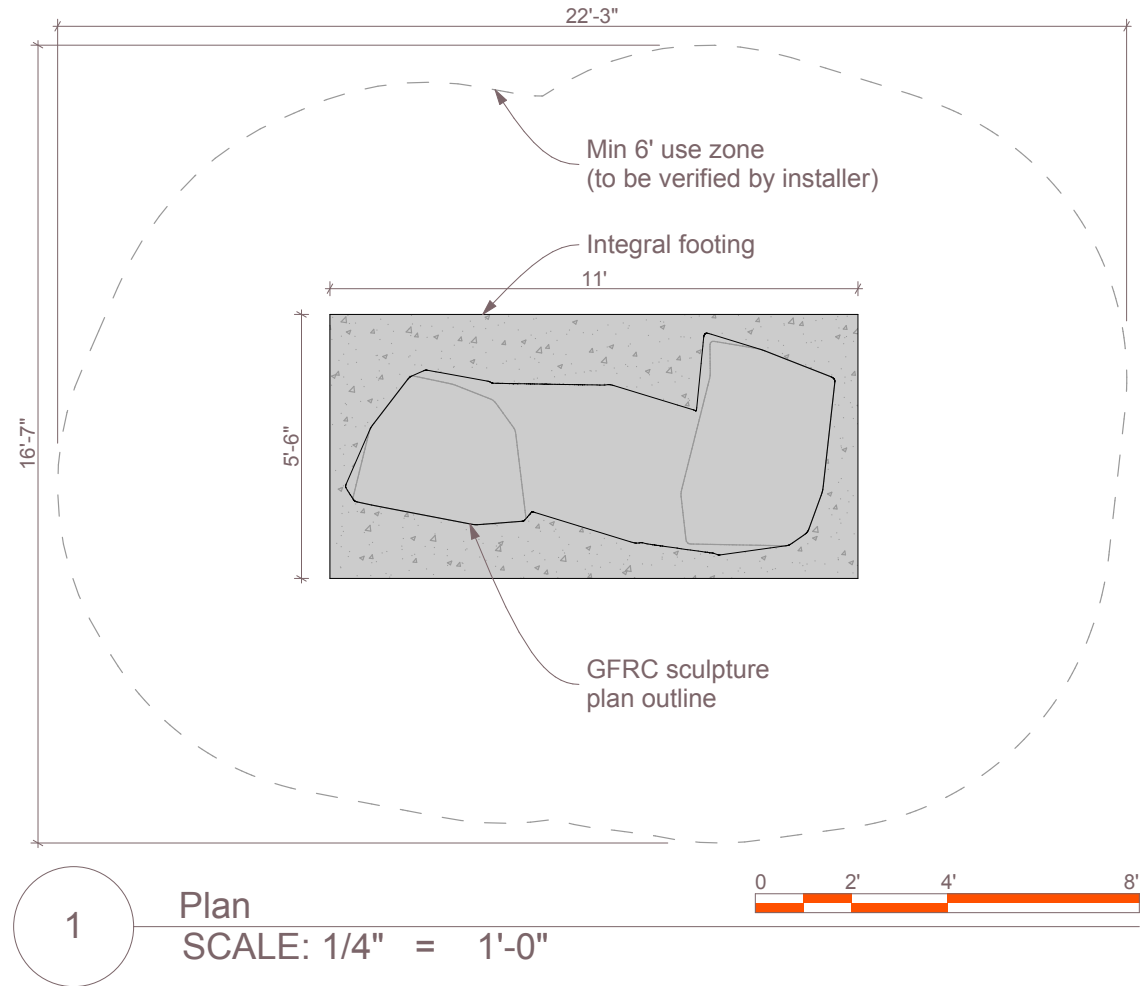 22'-3"
Min 6' use zone
(to be verified by installer)
Integral footing
11'
16'-7"
5'-6"
GFRC sculpture
plan outline
0 2' 4' 8'
1
Plan
SCALE: 1/4" = 1'-0"